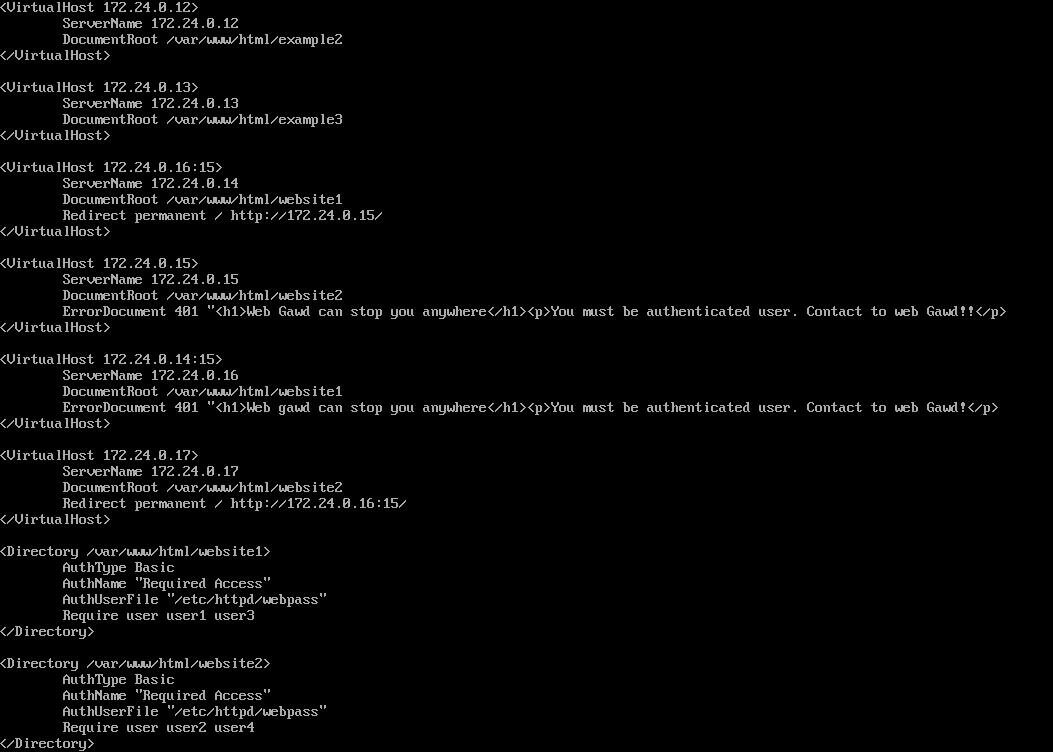 <VirtualHost 172.24.0.12>
        ServerName 172.24.0.12
        DocumentRoot /var/www/html/example2
</VirtualHost>

<VirtualHost 172.24.0.13>
        ServerName 172.24.0.13
        DocumentRoot /var/www/html/example3
</VirtualHost>

<VirtualHost 172.24.0.16:15>
        ServerName 172.24.0.14
        DocumentRoot /var/www/html/website1
        Redirect permanent / http://172.24.0.15/
</VirtualHost>

<VirtualHost 172.24.0.15>
        ServerName 172.24.0.15
        DocumentRoot /var/www/html/website2
        ErrorDocument 401 "<h1>Web Gawd can stop you anywhere</h1><p>You must be authenticated user. Contact to web Gawd!!</p>
</VirtualHost>

<VirtualHost 172.24.0.14:15>
        ServerName 172.24.0.16
        DocumentRoot /var/www/html/website1
        ErrorDocument 401 "<h1>Web gawd can stop you anywhere</h1><p>You must be authenticated user. Contact to web Gawd!</p>
</VirtualHost>

<VirtualHost 172.24.0.17>
        ServerName 172.24.0.17
        DocumentRoot /var/www/html/website2
        Redirect permanent / http://172.24.0.16:15/
</VirtualHost>

<Directory /var/www/html/website1>
        AuthType Basic
        AuthName "Required Access"
        AuthUserFile "/etc/httpd/webpass"
        Require user user1 user3
</Directory>

<Directory /var/www/html/website2>
        AuthType Basic
        AuthName "Required Access"
        AuthUserFile "/etc/httpd/webpass"
        Require user user2 user4
</Directory>